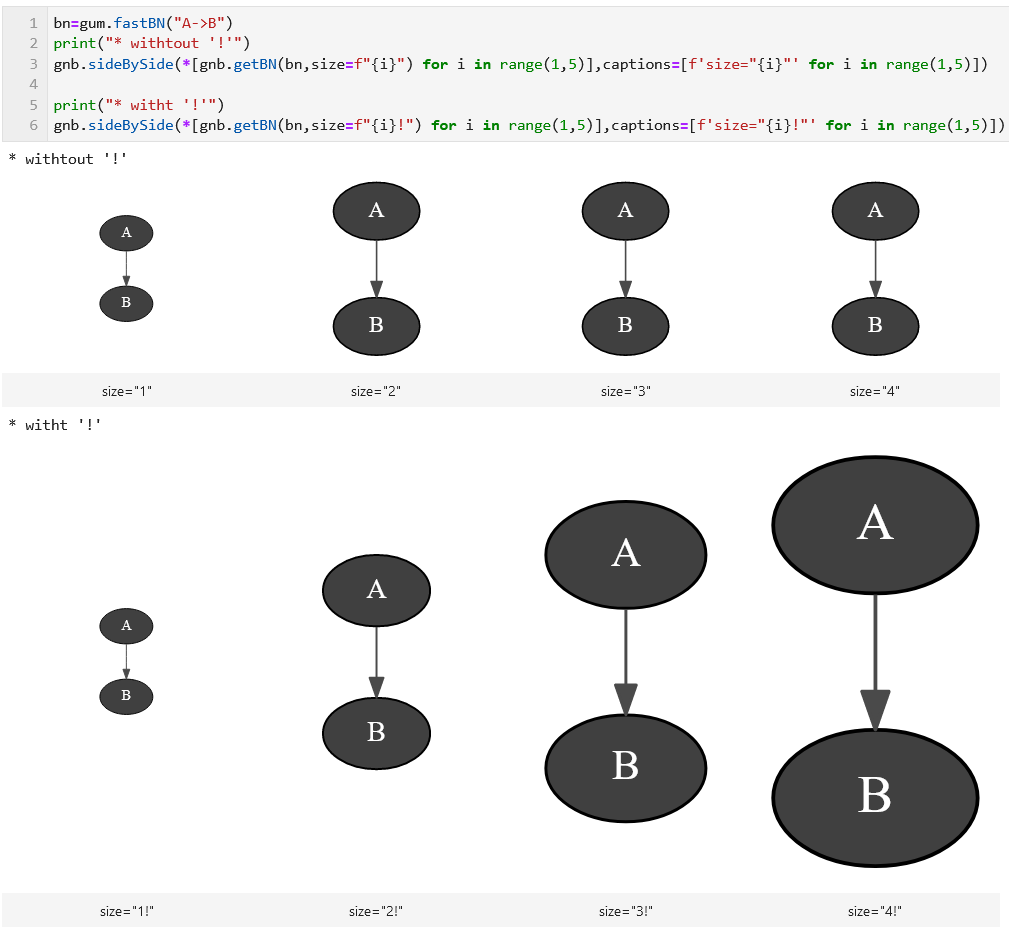 1 bn=gum.fastBN("A->B")
2 print("* withtout '!'")
3 gnb.sideBySide(*[gnb.getBN(bn,size=f"{i}") for i in range(1,5)],captions=[f'size="{i}"' for i in range(1,5)])
4
5 print("* witht '!'")
6 gnb.sideBySide(*[gnb.getBN(bn,size=f"{i}!") for i in range(1,5)],captions=[f'size="{i}!"' for i in range(1,5)])
* withtout '!'
A A A A
B B B B
size="1" size="2" size="3" size="4"
* witht '!'
A A A A
B B B B
size="1!" size="2!" size="3!" size="4!"